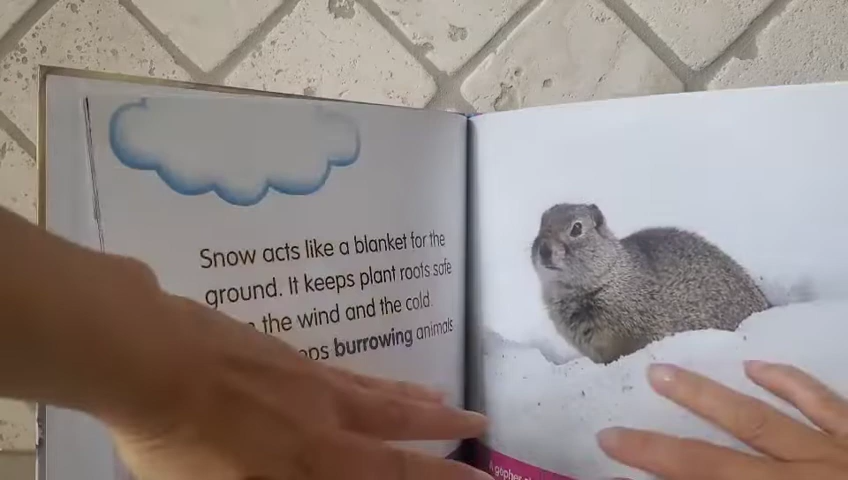 Snow acts like a blanket for the
ground. It keeps plant roots safe
the wind and the cold.
burrowing animals
A gopher